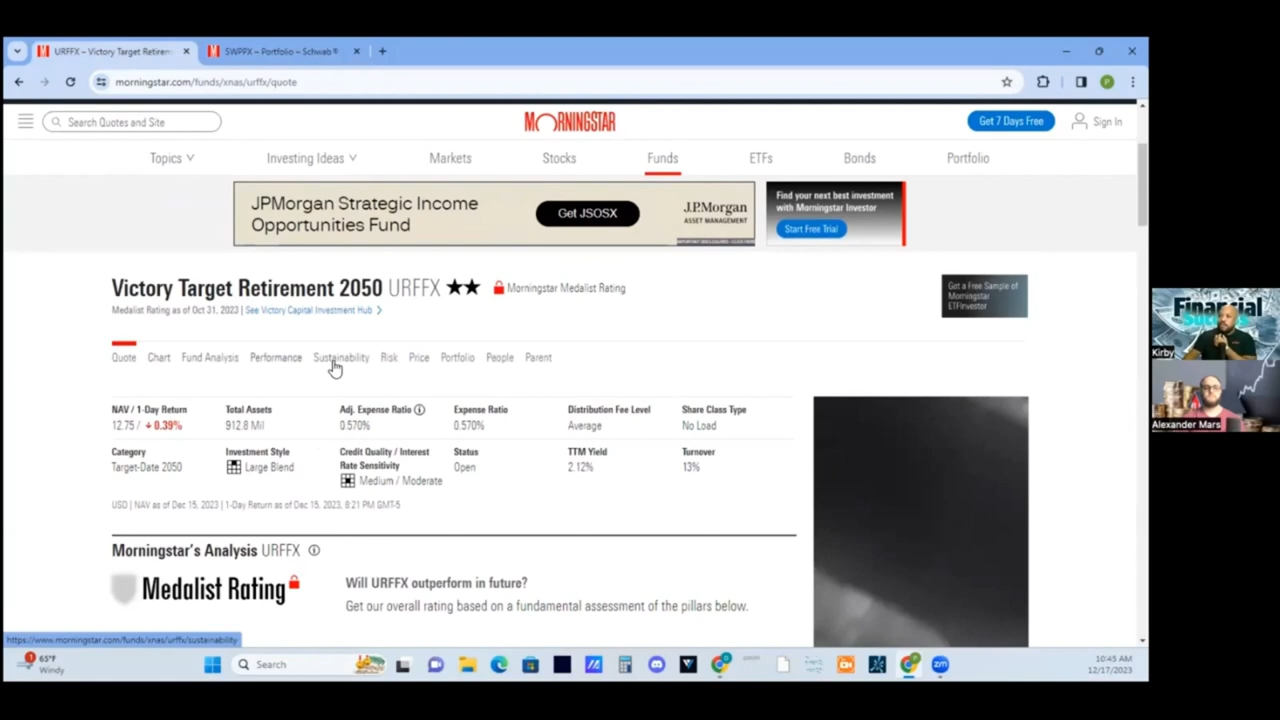 URFFX – Victory Target Retiremen
SWPPX – Portfolio – Schwab®
morningstar.com/funds/xnas/urffx/quote
Search Quotes and Site
MORNINGSTAR
Get 7 Days Free
Sign In
Topics
Investing Ideas
Markets
Stocks
Funds
ETFs
Bonds
Portfolio
JPMorgan Strategic Income
Opportunities Fund
Get JSOSX
J.P.Morgan
ASSET MANAGEMENT
Find your next best investment
with Morningstar Investor
Start Free Trial
Victory Target Retirement 2050 URFFX ★★
Morningstar Medalist Rating
Medalist Rating as of Oct 31, 2023 | See Victory Capital Investment Hub
Get a Free Sample of
Morningstar
ETFInvestor
Quote Chart Fund Analysis Performance Sustainability Risk Price Portfolio People Parent
NAV / 1-Day Return
12.75 / 0.39%
Total Assets
912.8 Mil
Adj. Expense Ratio
0.570%
Expense Ratio
0.570%
Distribution Fee Level
Average
Share Class Type
No Load
Category
Target-Date 2050
Investment Style
Large Blend
Credit Quality / Interest
Rate Sensitivity
Medium / Moderate
Status
Open
TTM Yield
2.12%
Turnover
13%
USD | NAV as of Dec 15, 2023 | 1-Day Return as of Dec 15, 2023, 8:21 PM GMT-5
Morningstar's Analysis URFFX
Medalist Rating
Will URFFX outperform in future?
Get our overall rating based on a fundamental assessment of the pillars below.
https://www.morningstar.com/funds/xnas/urffx/sustainability
1
65°F
Windy
Search
zm
10:45 AM
12/17/2023
Financial
Kirby
Alexander Mars